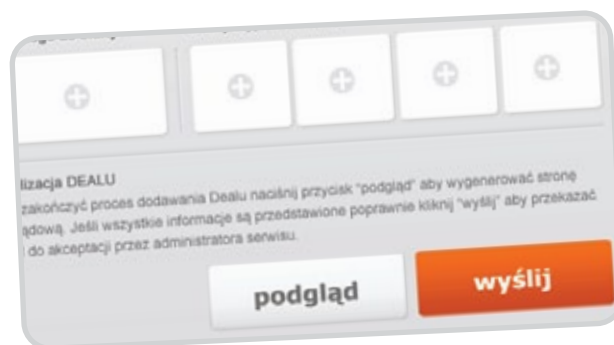 lizacja DEALU
zakończyć proces dodawania Dealu naciśnij przycisk "podgląd" aby wygenerować stronę
ądową. Jeśli wszystkie informacje są przedstawione poprawnie kliknij "wyślij" aby przekazać
do akceptacji przez administratora serwisu.
podgląd
wyślij